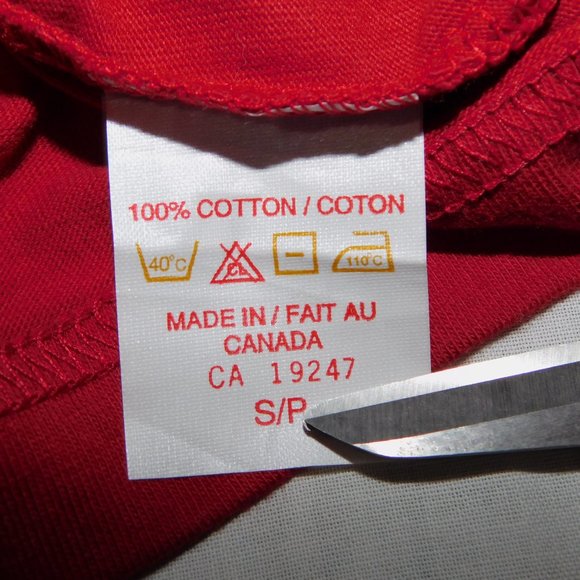 100% COTTON / COTON
40°C CL 110°C
MADE IN / FAIT AU
CANADA
CA 19247
S/P